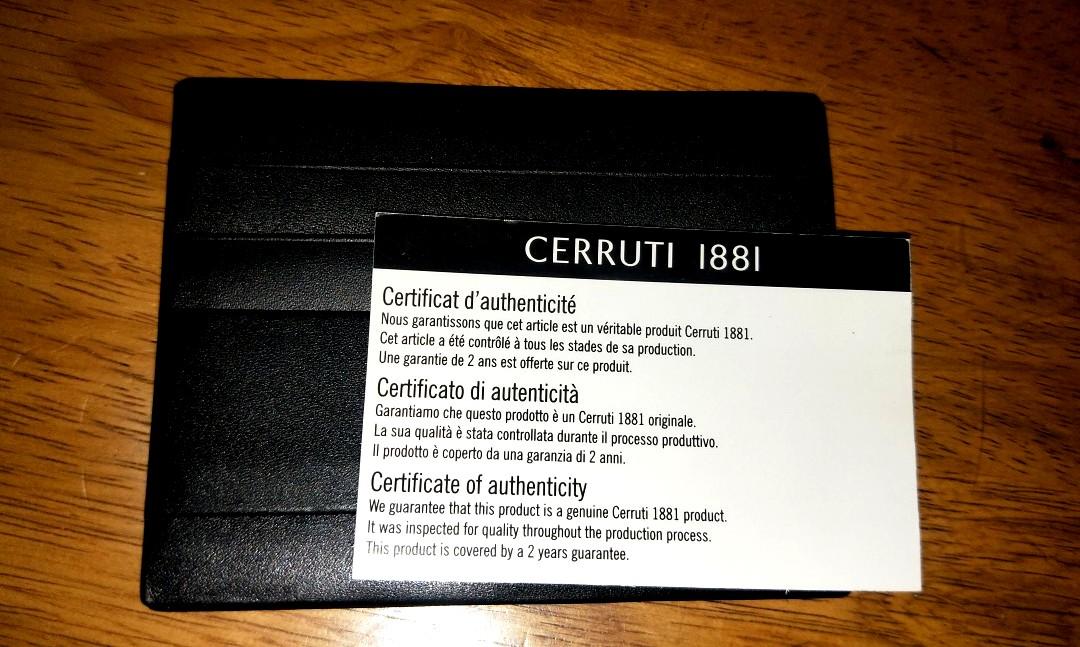 CERRUTI 1881
Certificat d'authenticité
Nous garantissons que cet article est un véritable produit Cerruti 1881.
Cet article a été contrôlé à tous les stades de sa production.
Une garantie de 2 ans est offerte sur ce produit.
Certificato di autenticità
Garantiamo che questo prodotto è un Cerruti 1881 originale.
La sua qualità è stata controllata durante il processo produttivo.
Il prodotto è coperto da una garanzia di 2 anni.
Certificate of authenticity
We guarantee that this product is a genuine Cerruti 1881 product.
It was inspected for quality throughout the production process.
This product is covered by a 2 years guarantee.